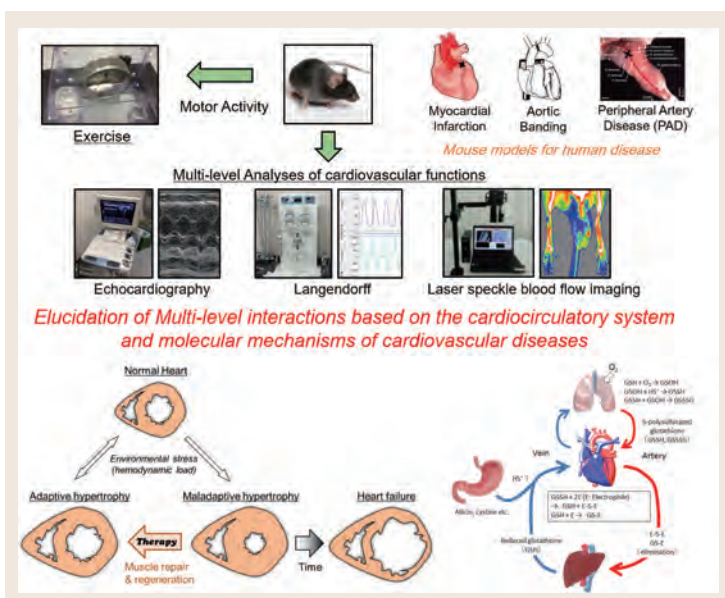 Motor Activity
Exercise
Myocardial
Infarction
Aortic
Banding
Peripheral Artery
Disease (PAD)
Mouse models for human disease
Multi-level Analyses of cardiovascular functions
Echocardiography
Langendorff
Laser speckle blood flow imaging
Elucidation of Multi-level interactions based on the cardiocirculatory system
and molecular mechanisms of cardiovascular diseases
Normal Heart
Environmental stress
(hemodynamic load)
Adaptive hypertrophy
Maladaptive hypertrophy
Heart failure
Therapy
Muscle repair
& regeneration
Time
O₂
S-polysulfurated
glutathione
Vein
Artery
HS⁻ ↑
Allicin, cystine etc.
(E: Electrophile)
Reduced glutathione
(GSH)
E-S-E
GS-E
(elimination)